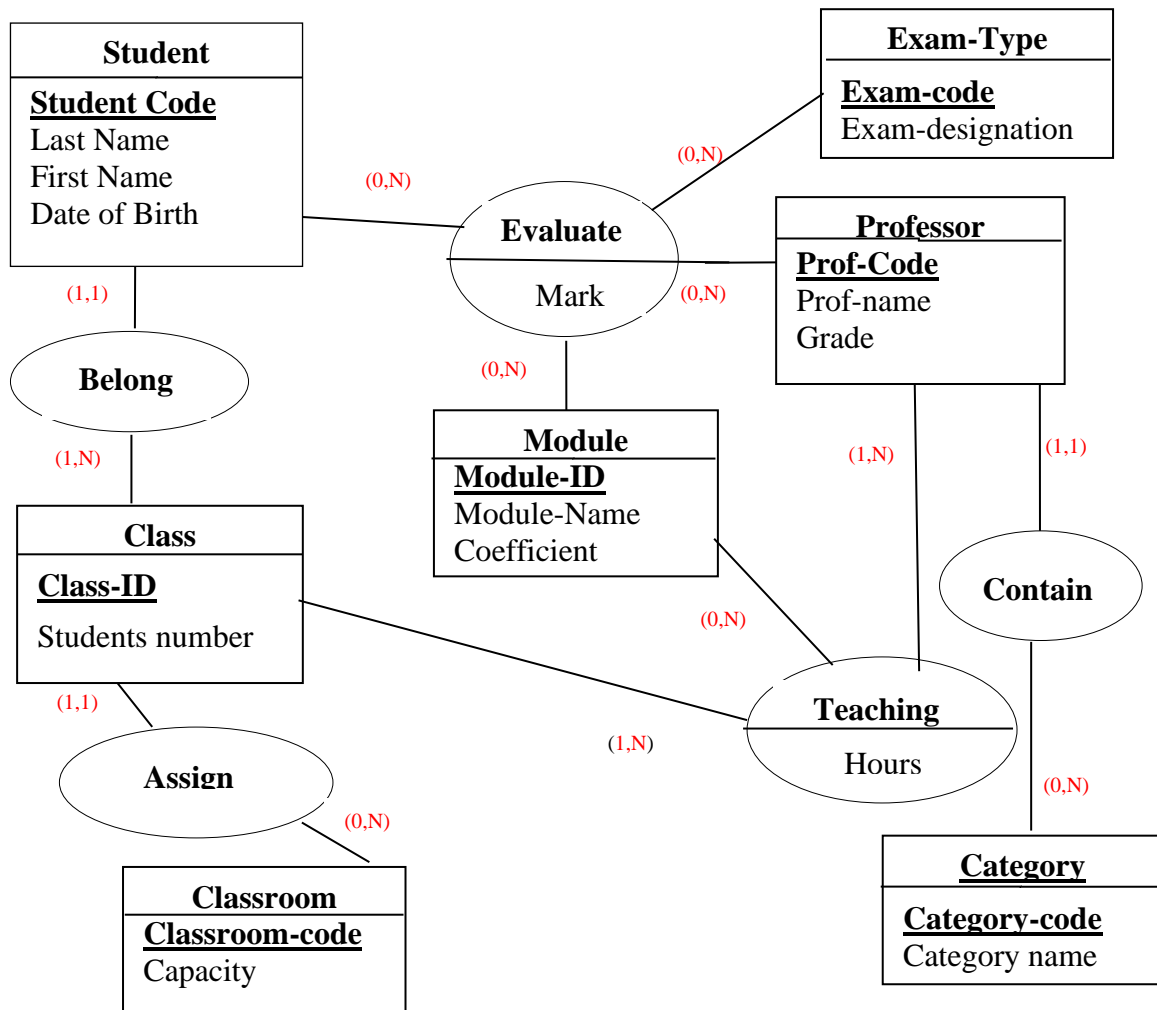 Student
Student Code
Last Name
First Name
Date of Birth
Exam-Type
Exam-code
Exam-designation
(0,N)
(0,N)
Evaluate
Mark
(0,N)
Professor
Prof-Code
Prof-name
Grade
(1,1)
Belong
(0,N)
(1,N)
Module
Module-ID
Module-Name
Coefficient
(1,N)
(1,1)
Class
Class-ID
Students number
Contain
(0,N)
(1,1)
Teaching
Hours
(1,N)
Assign
(0,N)
(0,N)
Classroom
Classroom-code
Capacity
Category
Category-code
Category name